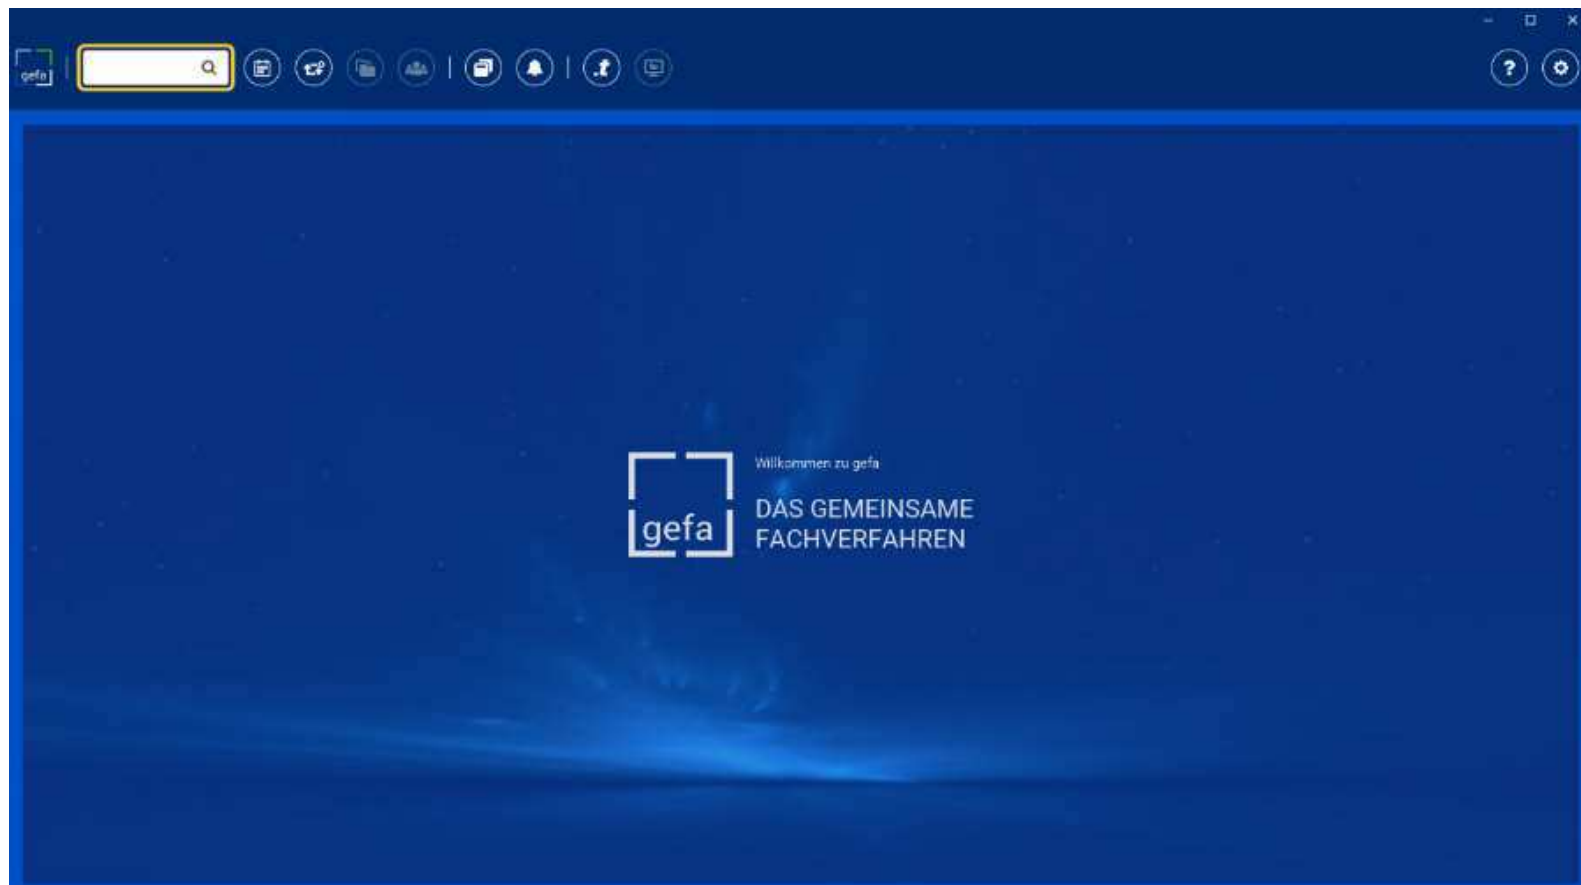 gefa
Willkommen zu gefa
DAS GEMEINSAME
FACHVERFAHREN
gefa